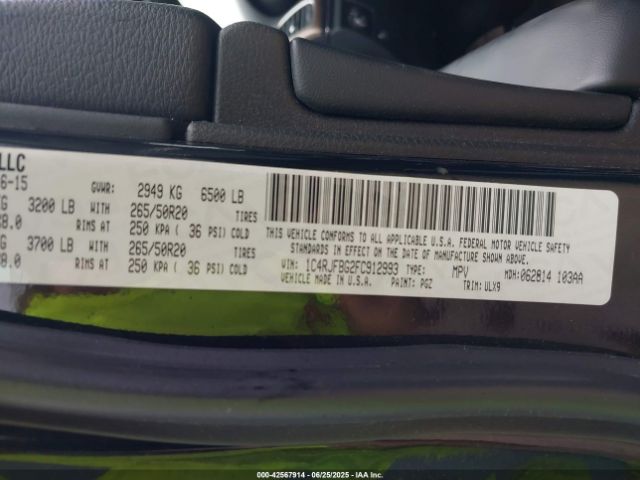 LLC
6-15
GVWR: 2949 KG 6500 LB
KG 3200 LB WITH 265/50R20 TIRES
X8.0 RIMS AT 250 KPA ( 36 PSI) COLD
KG 3700 LB WITH 265/50R20 TIRES
X8.0 RIMS AT 250 KPA ( 36 PSI) COLD
THIS VEHICLE CONFORMS TO ALL APPLICABLE U.S.A. FEDERAL MOTOR VEHICLE SAFETY
STANDARDS IN EFFECT ON THE DATE OF MANUFACTURE SHOWN ABOVE.
VIN: 1C4RJFBG2FC912993 TYPE: MPV MDH:062814 103AA
VEHICLE MADE IN U.S.A. PAINT: PGZ TRIM: ULX9
000-42567914 - 06/25/2025 - IAA Inc.